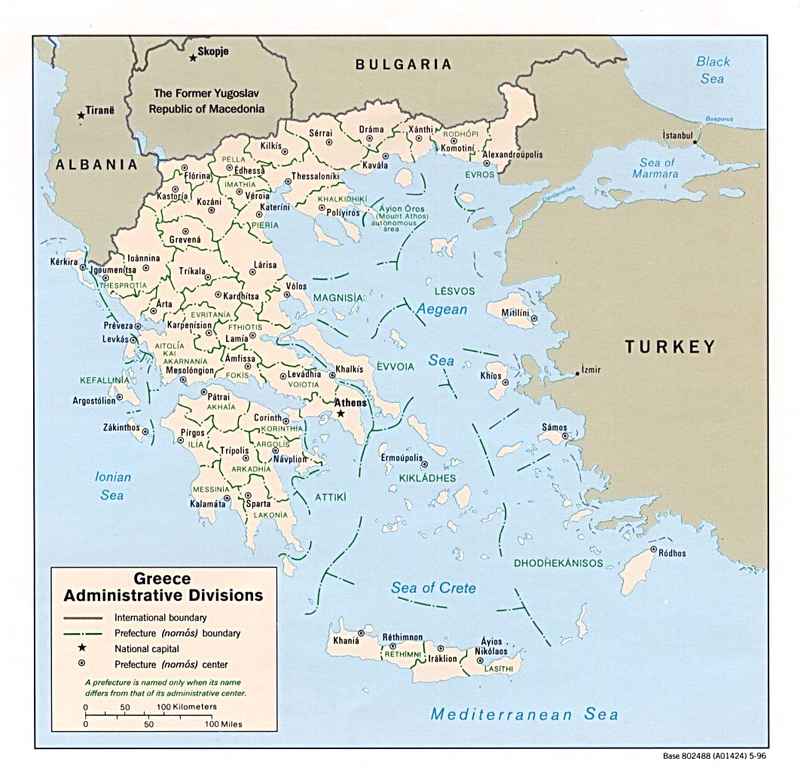 BULGARIA
Black
Sea
Skopje
The Former Yugoslav
Republic of Macedonia
Tiranë
ALBANIA
Bosporus
İstanbul
Sea of
Marmara
Dardanelles
Sérrai
Dráma
Xánthi
RODHÓPI
Komotiní
Kilkís
Kavála
Alexandroúpolis
EVROS
PELLA
Édhessa
Flórina
Thessaloníki
IMATHÍA
Kastoría
Véroia
Kozáni
Kateríni
KHALKIDHIKÍ
Políyiros
Áyion Óros
(Mount Athos)
autonomous
area
PIERÍA
Grevená
Kérkira
Ioánnina
Igoumenítsa
Tríkala
Lárisa
THESPROTÍA
Kardhítsa
Vólos
MAGNISÍA
LÉSVOS
Aegean
Mitilíni
Árta
EVRITANÍA
Préveza
Karpenísion
FTHIÓTIS
Levkás
Lamía
TURKEY
AITOLÍA
KAI
AKARNANÍA
Ámfissa
Sea
KEFALLINÍA
Mesolóngion
FOKÍS
Levádhia
VOIOTIA
Khalkís
EVVOIA
Khíos
İzmir
Argostólion
Pátrai
AKHAÏA
Athens
Corinth
KORINTHIA
Zákinthos
Pírgos
ILÍA
ARGOLÍS
Trípolis
Návplion
Sámos
ARKADHÍA
Ermoúpolis
KIKLÁDHES
Ionian
Sea
MESSINÍA
Kalamáta
Sparta
ATTIKÍ
LAKONÍA
DHODHEKÁNISOS
Ródhos
Sea of Crete
Khaniá
Réthimnon
RETHÍMNI
Iráklion
Áyios
Nikólaos
LASÍTHI
Mediterranean Sea
Greece
Administrative Divisions
International boundary
Prefecture (nomós) boundary
National capital
Prefecture (nomós) center
A prefecture is named only when its name
differs from that of its administrative center.
0 50 100 Kilometers
0 50 100 Miles
Base 802488 (A01424) 5-96